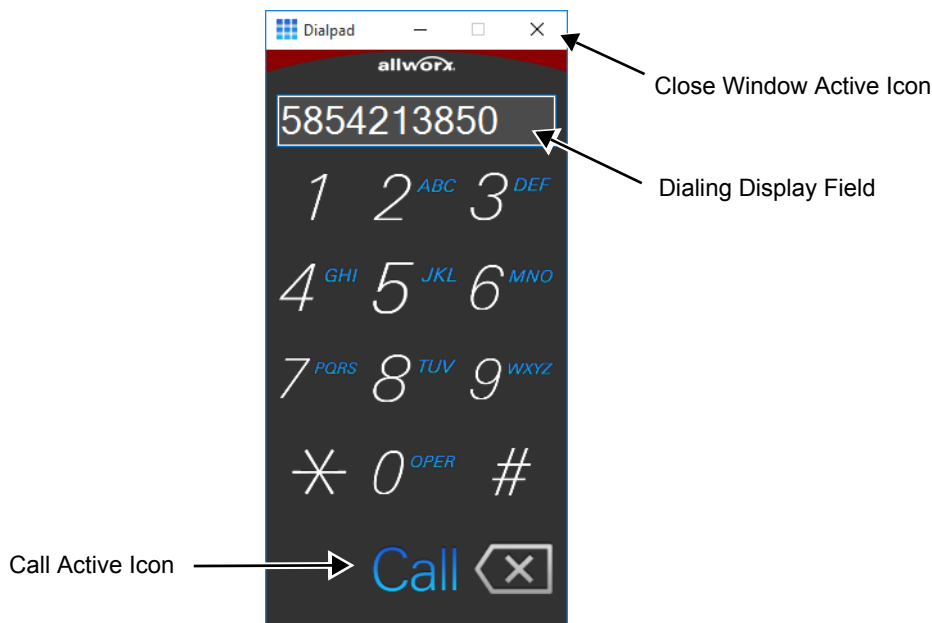 Dialpad
allworx
Close Window Active Icon
5854213850
Dialing Display Field
1 2 ABC 3 DEF
4 GHI 5 JKL 6 MNO
7 PQRS 8 TUV 9 WXYZ
* 0 OPER #
Call Active Icon
Call